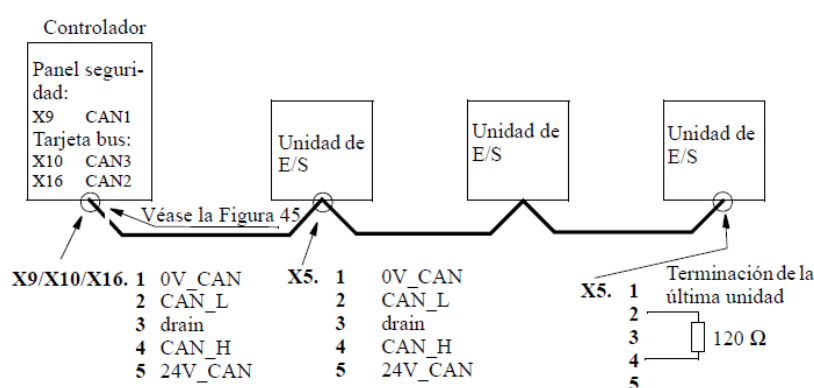 Controlador
Panel seguri-
dad:
X9 CAN1
Tarjeta bus:
X10 CAN3
X16 CAN2
Unidad de
E/S
Unidad de
E/S
Unidad de
E/S
Véase la Figura 45
X9/X10/X16. 1 0V_CAN
2 CAN_L
3 drain
4 CAN_H
5 24V_CAN
X5. 1 0V_CAN
2 CAN_L
3 drain
4 CAN_H
5 24V_CAN
X5. 1
2
3
4
5
Terminación de la
última unidad
120 Ω